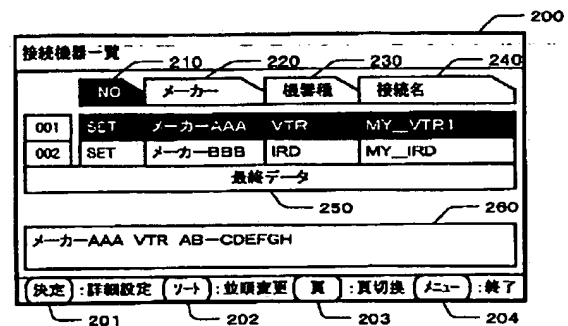 200
接続機器一覧
210 220 230 240
NO メーカー 機器種 接続名
001 SET メーカーAAA VTR MY__VTR1
002 SET メーカーBBB IRD MY__IRD
最終データ
250 260
メーカーAAA VTR AB-CDEFGH
決定:詳細設定 ソート:並順変更 頁:頁切換 メニュー:終了
201 202 203 204